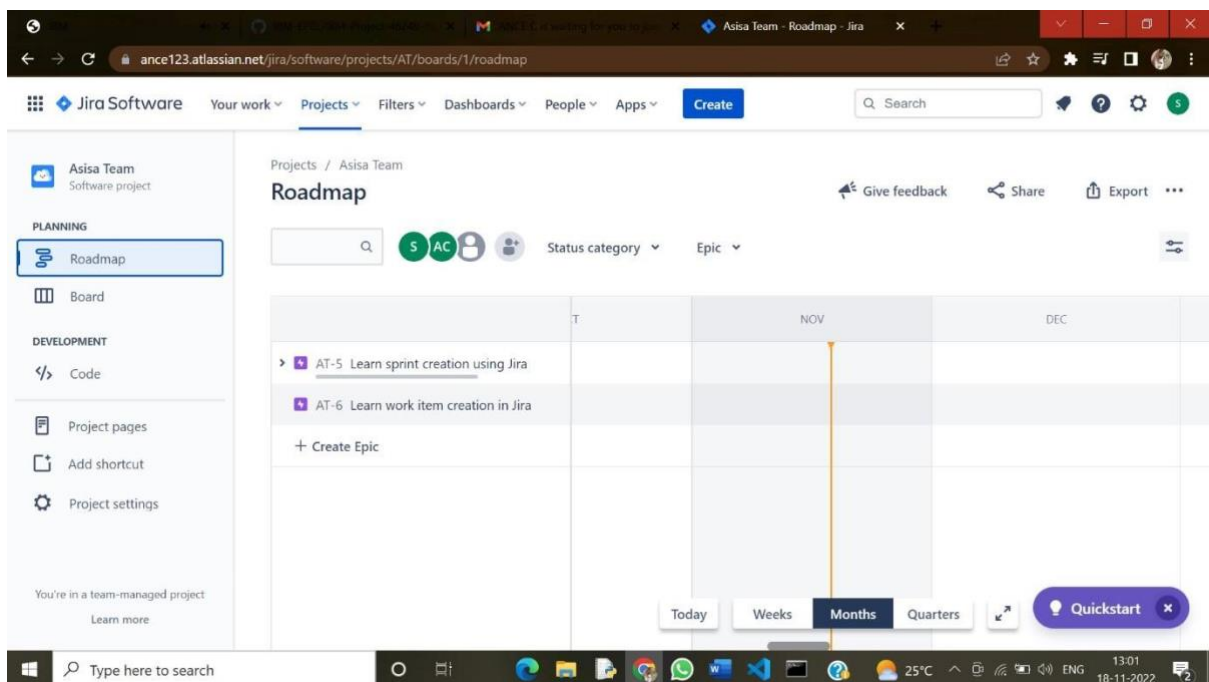 Asisa Team - Roadmap - Jira
ance123.atlassian.net/jira/software/projects/AT/boards/1/roadmap
Jira Software Your work Projects Filters Dashboards People Apps Create Search S
Asisa Team
Software project
PLANNING
Roadmap
Board
DEVELOPMENT
Code
Project pages
Add shortcut
Project settings
You're in a team-managed project
Learn more
Projects / Asisa Team
Roadmap
Give feedback Share Export
S AC Status category Epic
T NOV DEC
AT-5 Learn sprint creation using Jira
AT-6 Learn work item creation in Jira
+ Create Epic
Today Weeks Months Quarters
Quickstart
Type here to search 25°C ENG 13:01
18-11-2022 2